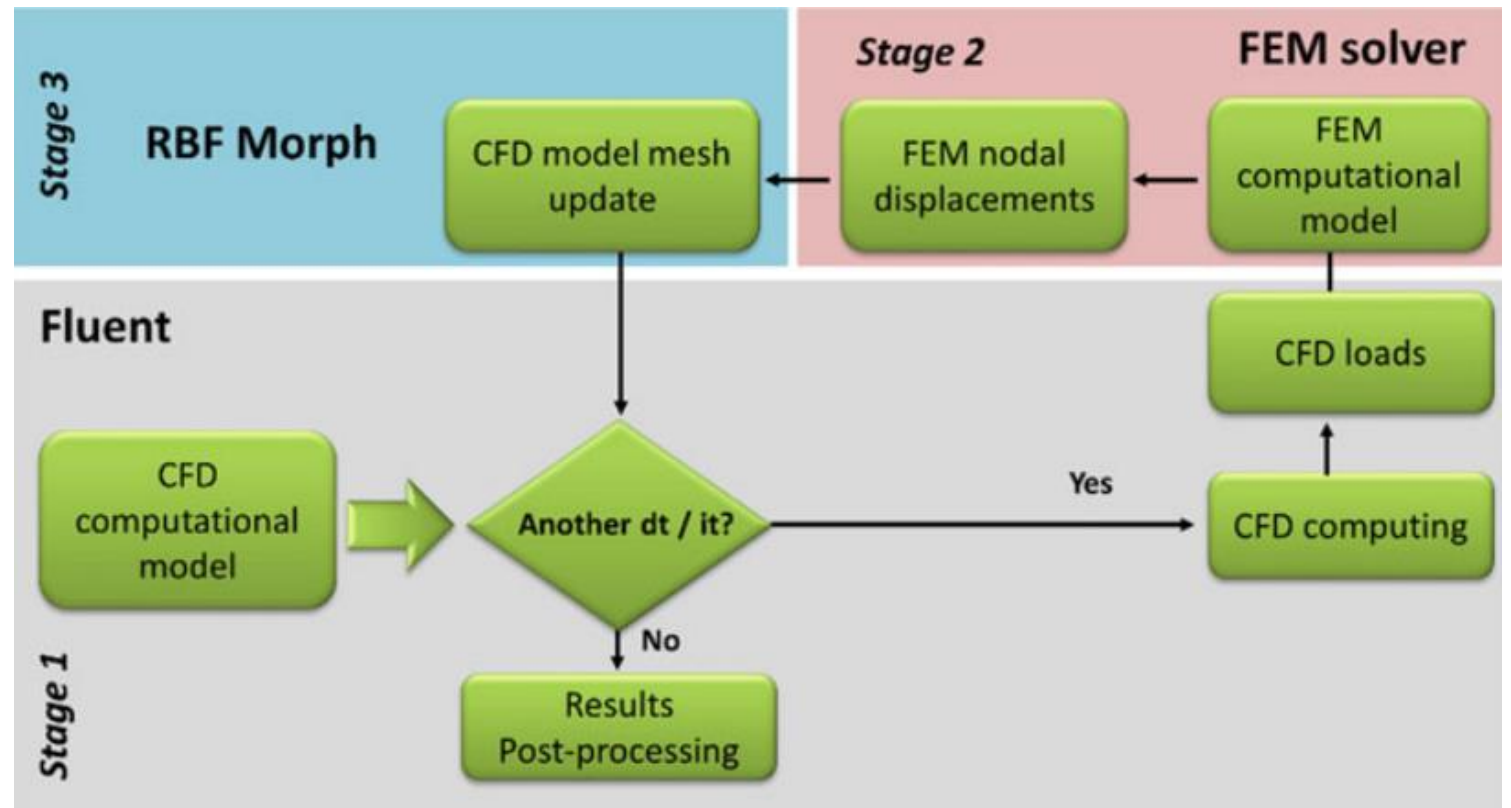 Stage 3
RBF Morph
CFD model mesh
update
Stage 2
FEM solver
FEM nodal
displacements
FEM
computational
model
Fluent
Stage 1
CFD
computational
model
Another dt / it?
Yes
No
Results
Post-processing
CFD loads
CFD computing